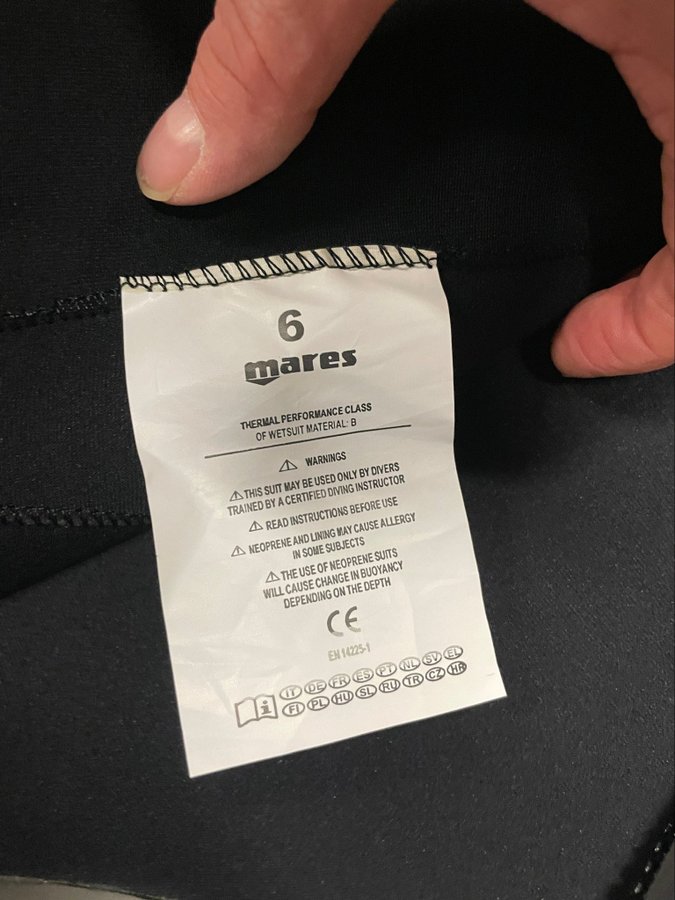 6
mares
THERMAL PERFORMANCE CLASS
OF WETSUIT MATERIAL: B
⚠ WARNINGS
⚠ THIS SUIT MAY BE USED ONLY BY DIVERS
TRAINED BY A CERTIFIED DIVING INSTRUCTOR
⚠ READ INSTRUCTIONS BEFORE USE
⚠ NEOPRENE AND LINING MAY CAUSE ALLERGY
IN SOME SUBJECTS
⚠ THE USE OF NEOPRENE SUITS
WILL CAUSE CHANGE IN BUOYANCY
DEPENDING ON THE DEPTH
CE
EN 14225-1
IT DE FR ES PT NL SV EL
i FI PL HU SL RU TR CZ HR